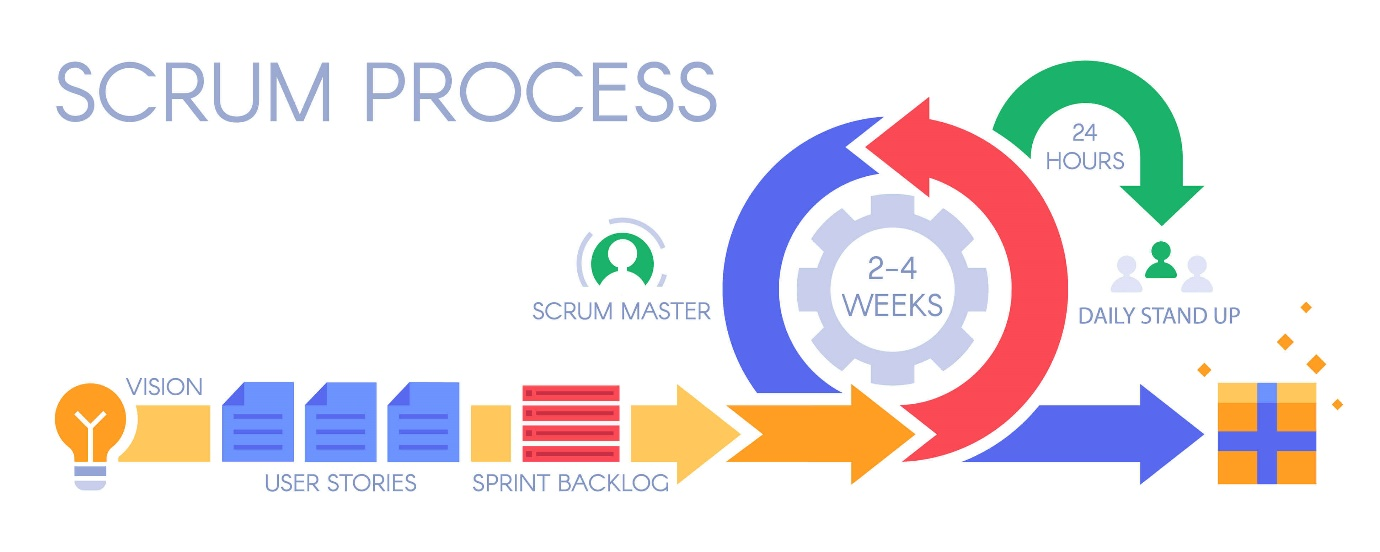 SCRUM PROCESS
24
HOURS
2-4
WEEKS
SCRUM MASTER
DAILY STAND UP
VISION
USER STORIES
SPRINT BACKLOG